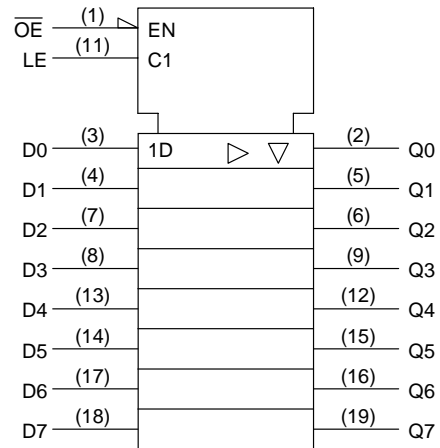 OE (1) EN
LE (11) C1
D0 (3) 1D (2) Q0
D1 (4) (5) Q1
D2 (7) (6) Q2
D3 (8) (9) Q3
D4 (13) (12) Q4
D5 (14) (15) Q5
D6 (17) (16) Q6
D7 (18) (19) Q7